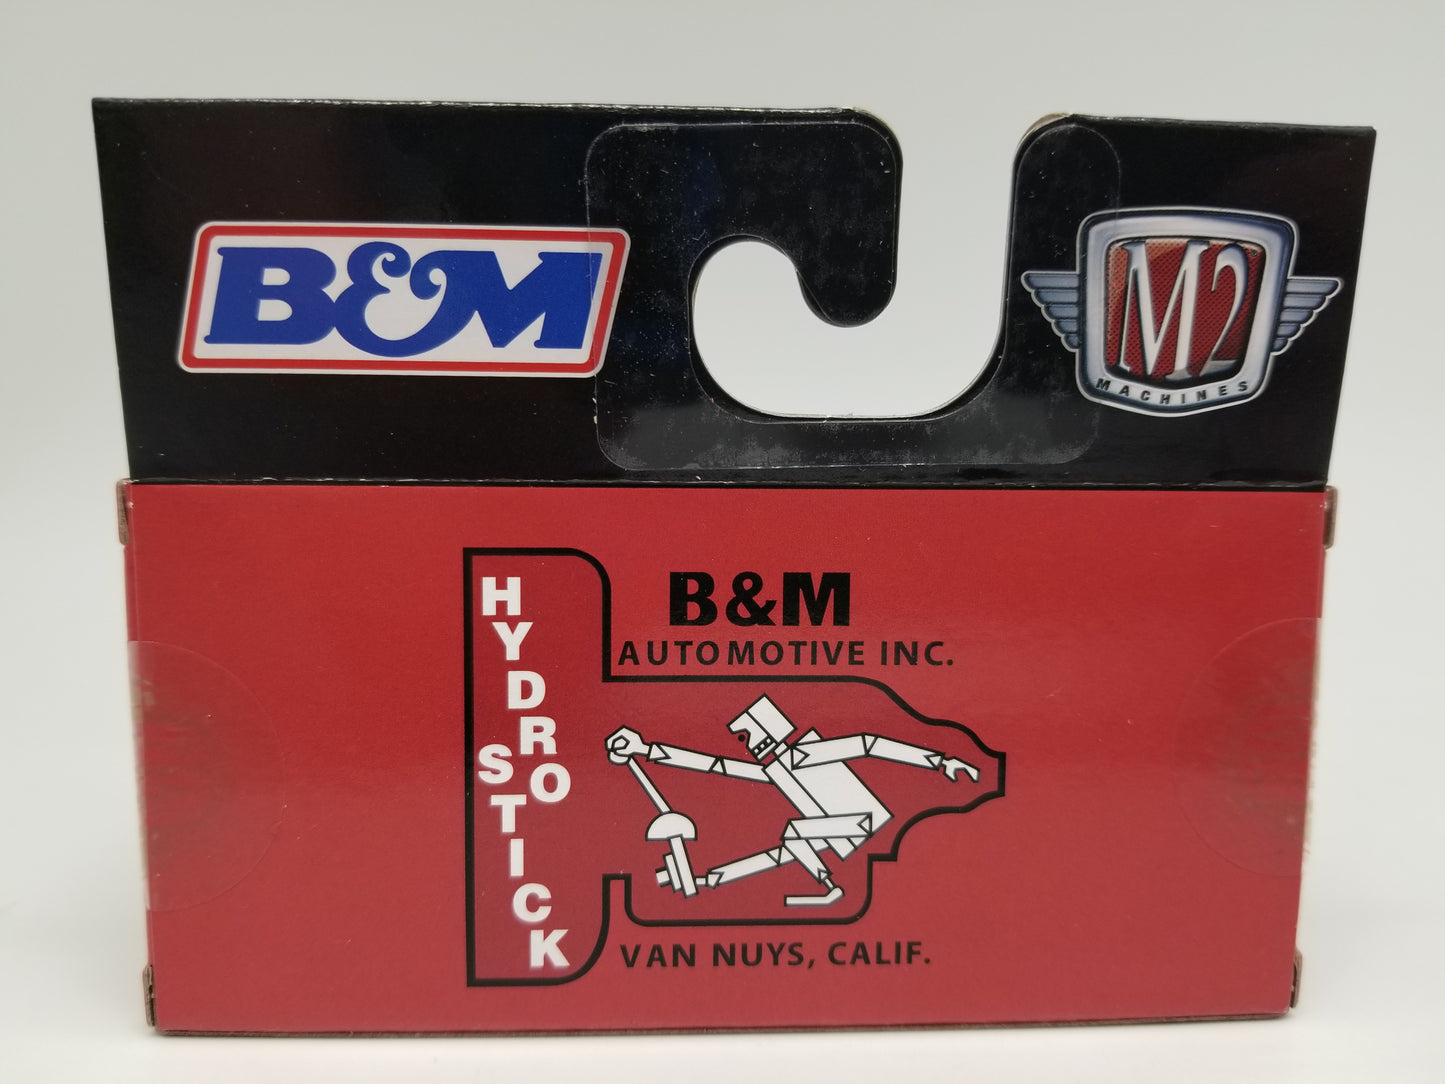 B&M
M2
MACHINES
HYDRO STICK
B&M
AUTOMOTIVE INC.
VAN NUYS, CALIF.